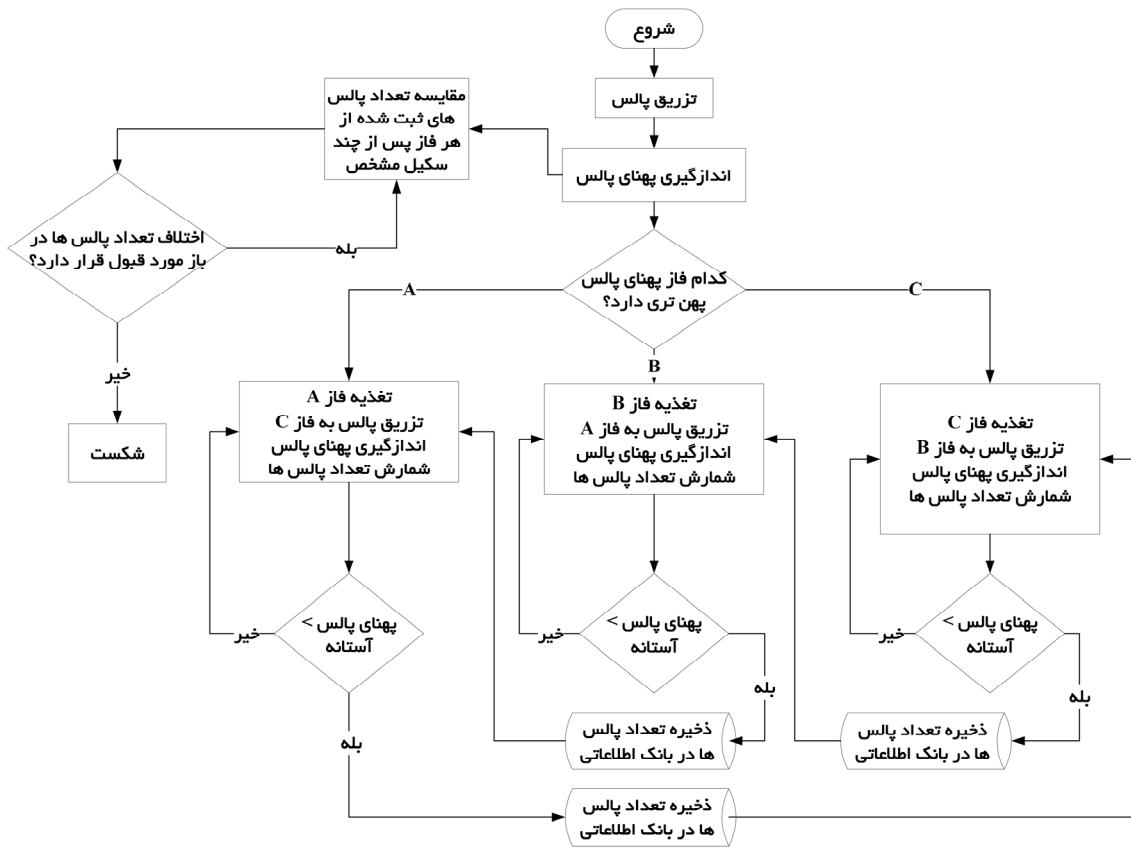 شروع
تزریق پالس
اندازگیری پهنای پالس
مقایسه تعداد پالس
های ثبت شده از
هر فاز پس از چند
سکیل مشخص
اختلاف تعداد پالس ها در
باز مورد قبول قرار دارد؟
بله
خیر
شکست
کدام فاز پهنای پالس
پهن تری دارد؟
A
B
C
تغذیه فاز A
تزریق پالس به فاز C
اندازگیری پهنای پالس
شمارش تعداد پالس ها
تغذیه فاز B
تزریق پالس به فاز A
اندازگیری پهنای پالس
شمارش تعداد پالس ها
تغذیه فاز C
تزریق پالس به فاز B
اندازگیری پهنای پالس
شمارش تعداد پالس ها
پهنای پالس >
آستانه
خیر
بله
پهنای پالس >
آستانه
خیر
بله
پهنای پالس >
آستانه
خیر
بله
ذخیره تعداد پالس
ها در بانک اطلاعاتی
ذخیره تعداد پالس
ها در بانک اطلاعاتی
ذخیره تعداد پالس
ها در بانک اطلاعاتی